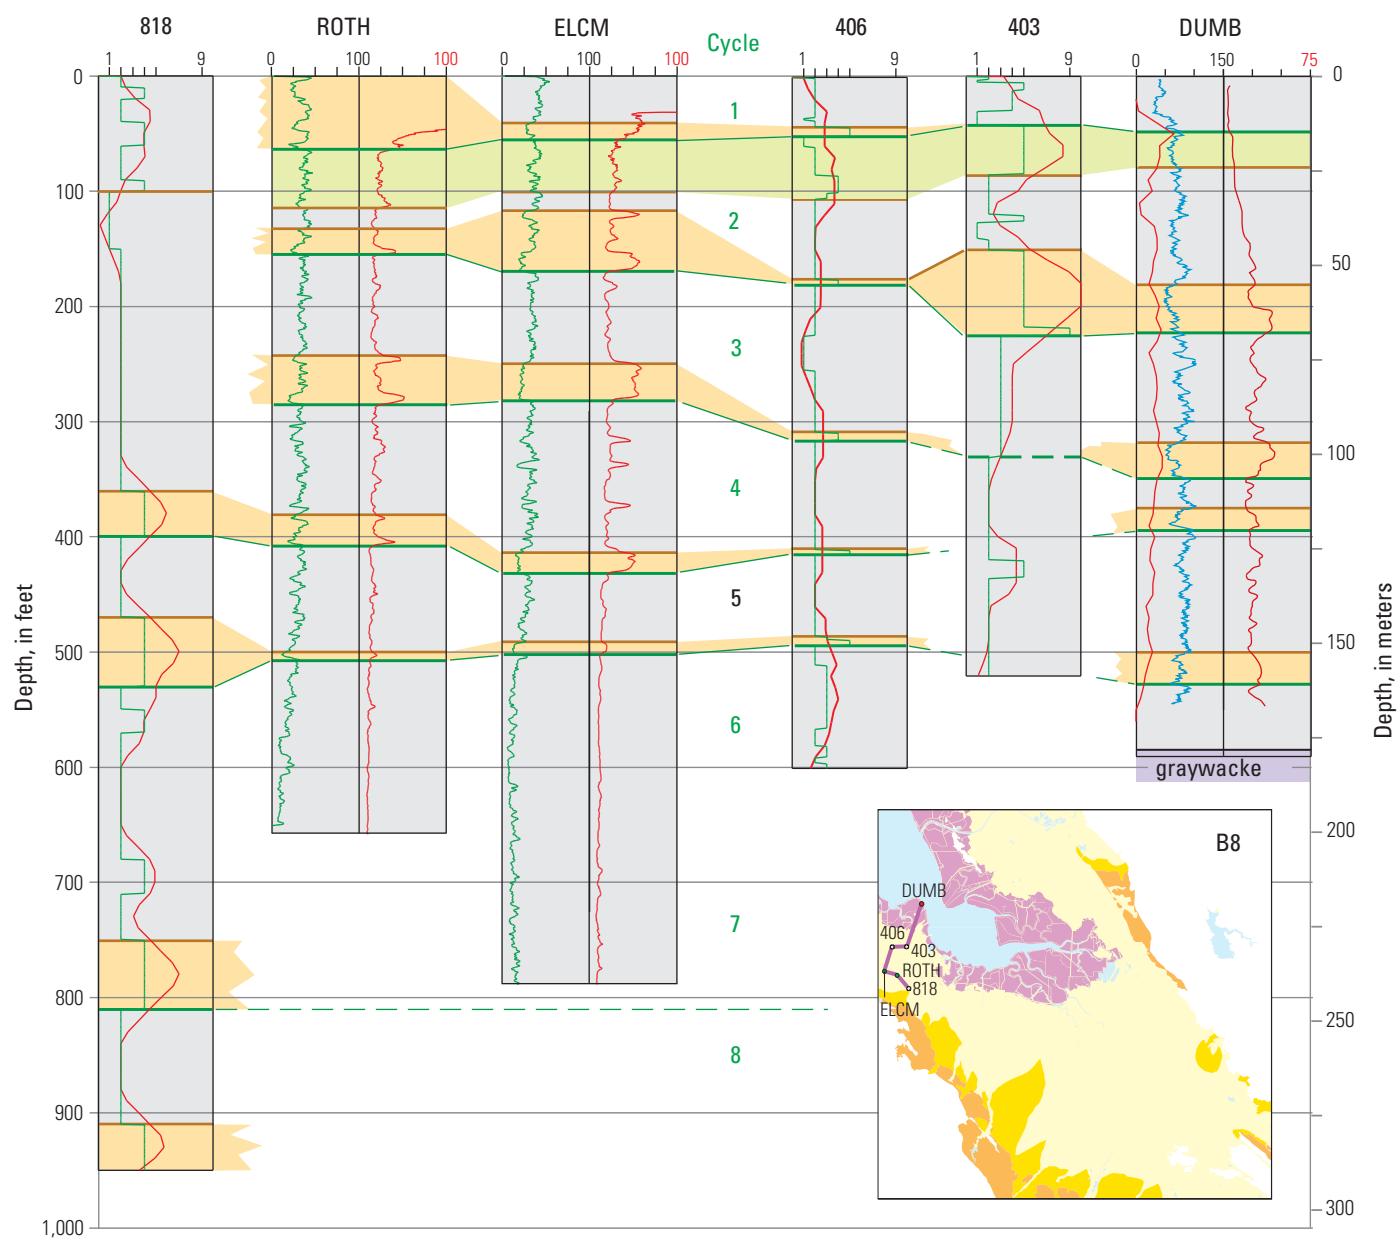 818 ROTH ELCM 406 403 DUMB
Cycle
1 9 0 100 100 0 100 100 1 9 1 9 0 150 75
0 0
1
100
2
50
200
3
300
100
4
400
5
500 150
6
600
graywacke
200
700
7
800
250
8
900
1,000
300
Depth, in feet
Depth, in meters
B8
DUMB
406
403
ROTH
818
ELCM